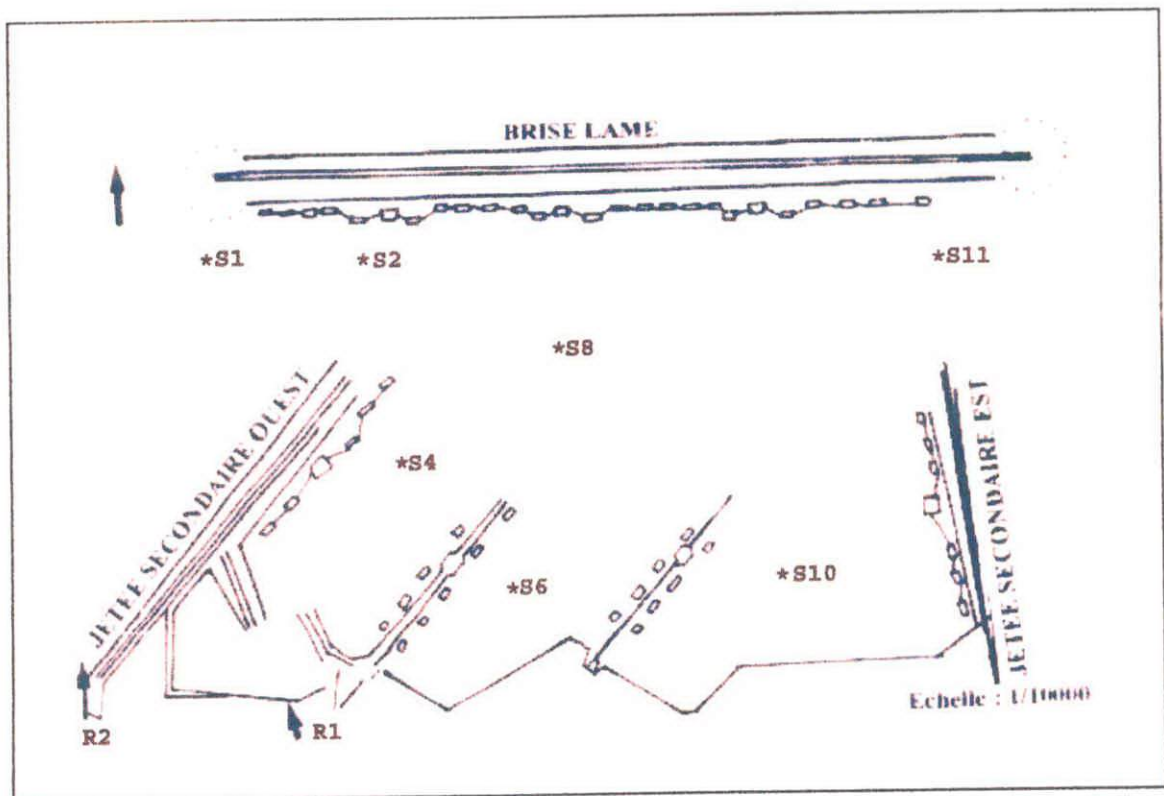 BRISE LAME
*S1
*S2
*S11
*S8
JETEE SECONDAIRE OUEST
JETEE SECONDAIRE EST
*S4
*S6
*S10
Echelle : 1/10000
R2
R1